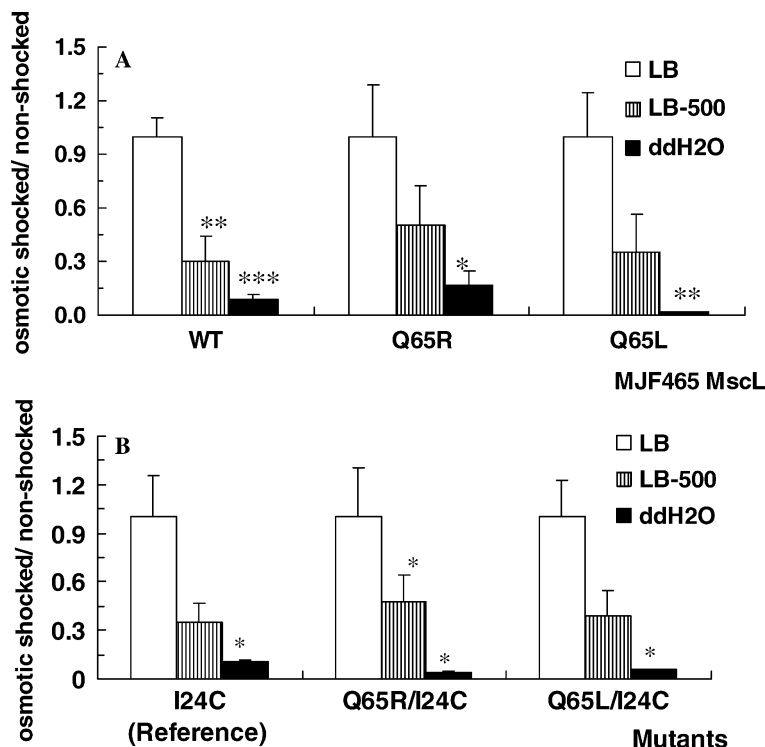 A
osmotic shocked/ non-shocked
1.5
1.2
0.9
0.6
0.3
0.0
LB
LB-500
ddH2O
**
***
*
**
WT
Q65R
Q65L
MJF465 MscL
B
osmotic shocked/ non-shocked
1.5
1.2
0.9
0.6
0.3
0
LB
LB-500
ddH2O
*
*
*
*
I24C
(Reference)
Q65R/I24C
Q65L/I24C
Mutants